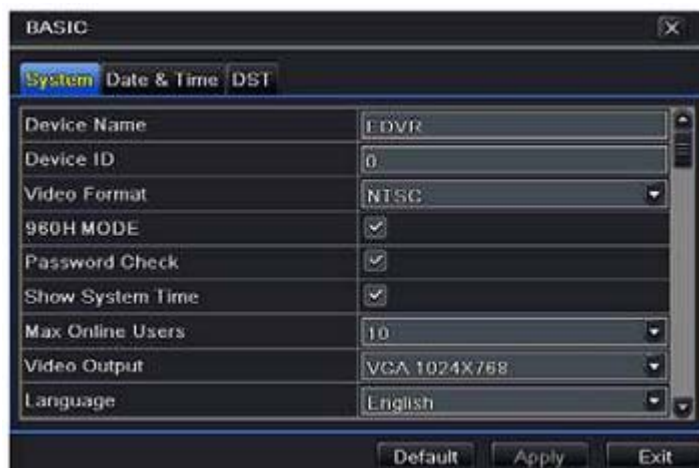 BASIC
System Date & Time DST
Device Name EDVR
Device ID 0
Video Format NTSC
960H MODE
Password Check
Show System Time
Max Online Users 10
Video Output VGA 1024X768
Language English
Default Apply Exit